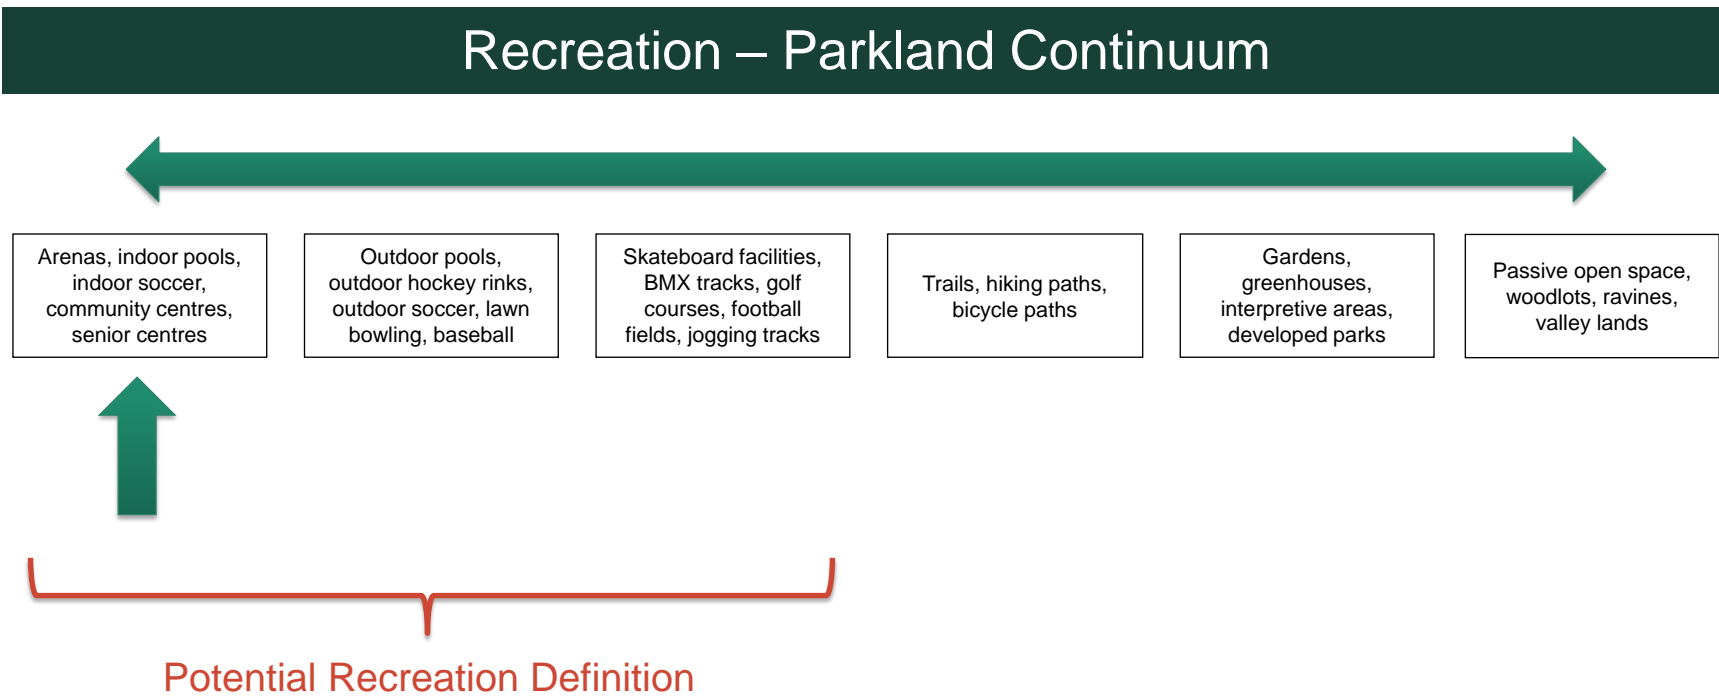 Recreation – Parkland Continuum
Arenas, indoor pools,
indoor soccer,
community centres,
senior centres
Outdoor pools,
outdoor hockey rinks,
outdoor soccer, lawn
bowling, baseball
Skateboard facilities,
BMX tracks, golf
courses, football
fields, jogging tracks
Trails, hiking paths,
bicycle paths
Gardens,
greenhouses,
interpretive areas,
developed parks
Passive open space,
woodlots, ravines,
valley lands
Potential Recreation Definition